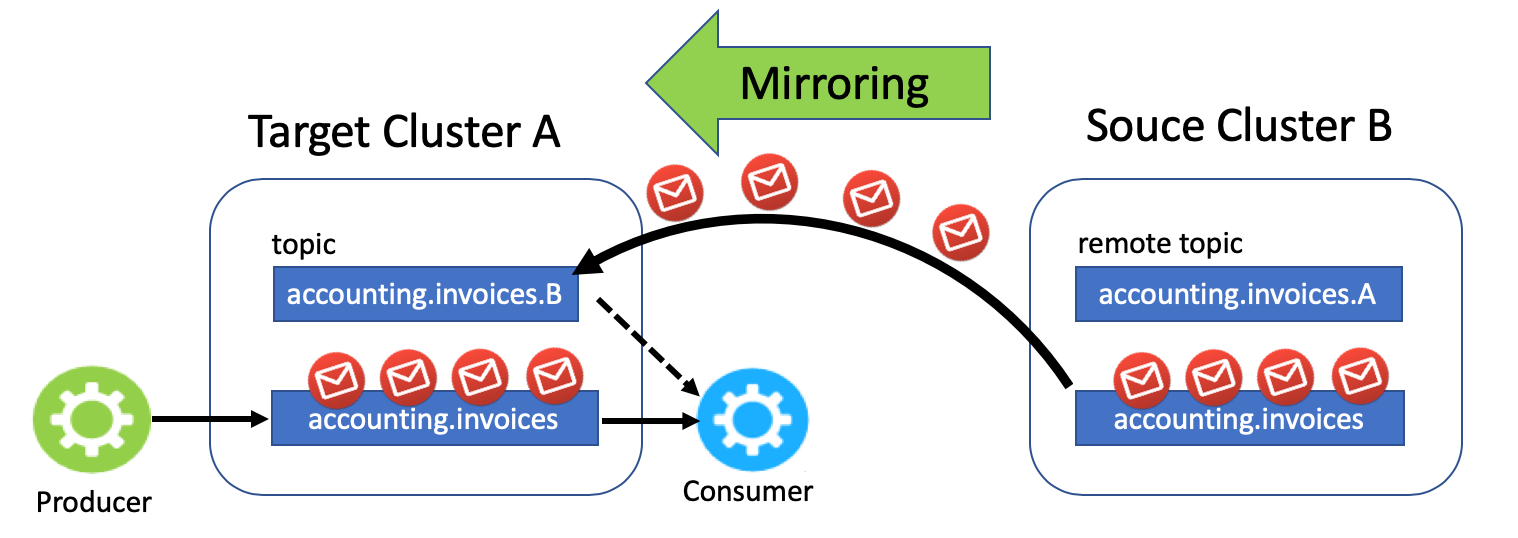 Mirroring
Target Cluster A
Souce Cluster B
topic
remote topic
accounting.invoices.B
accounting.invoices.A
accounting.invoices
accounting.invoices
Producer
Consumer